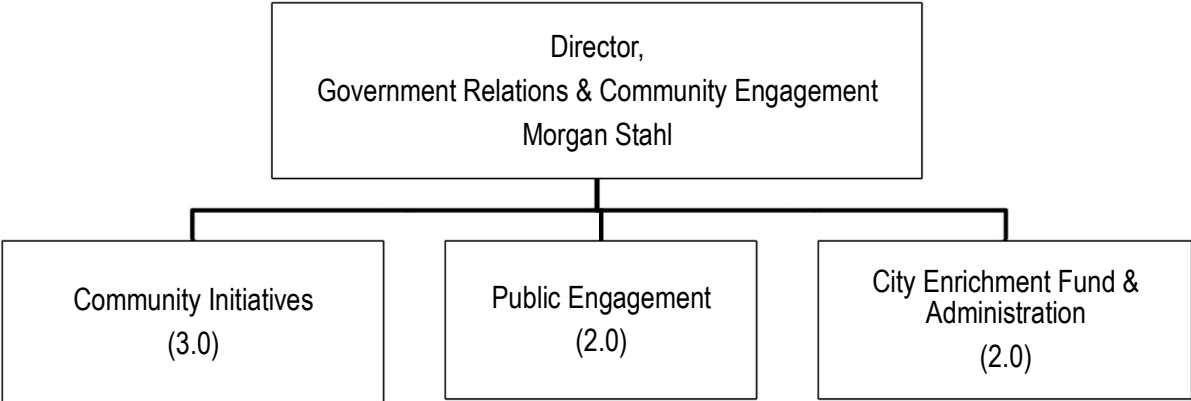 Director,
Government Relations & Community Engagement
Morgan Stahl
Community Initiatives
(3.0)
Public Engagement
(2.0)
City Enrichment Fund &
Administration
(2.0)